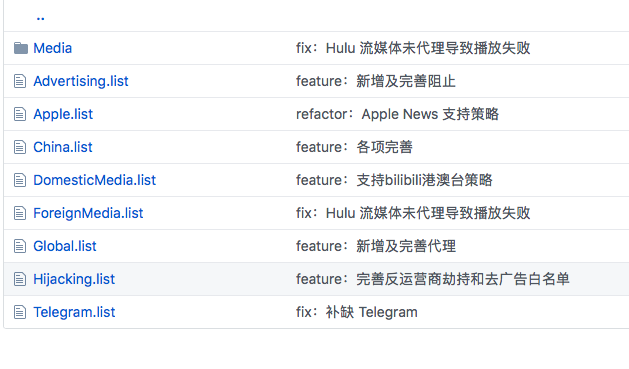 ..
Media fix：Hulu 流媒体未代理导致播放失败
Advertising.list feature：新增及完善阻止
Apple.list refactor：Apple News 支持策略
China.list feature：各项完善
DomesticMedia.list feature：支持bilibili港澳台策略
ForeignMedia.list fix：Hulu 流媒体未代理导致播放失败
Global.list feature：新增及完善代理
Hijacking.list feature：完善反运营商劫持和去广告白名单
Telegram.list fix：补缺 Telegram